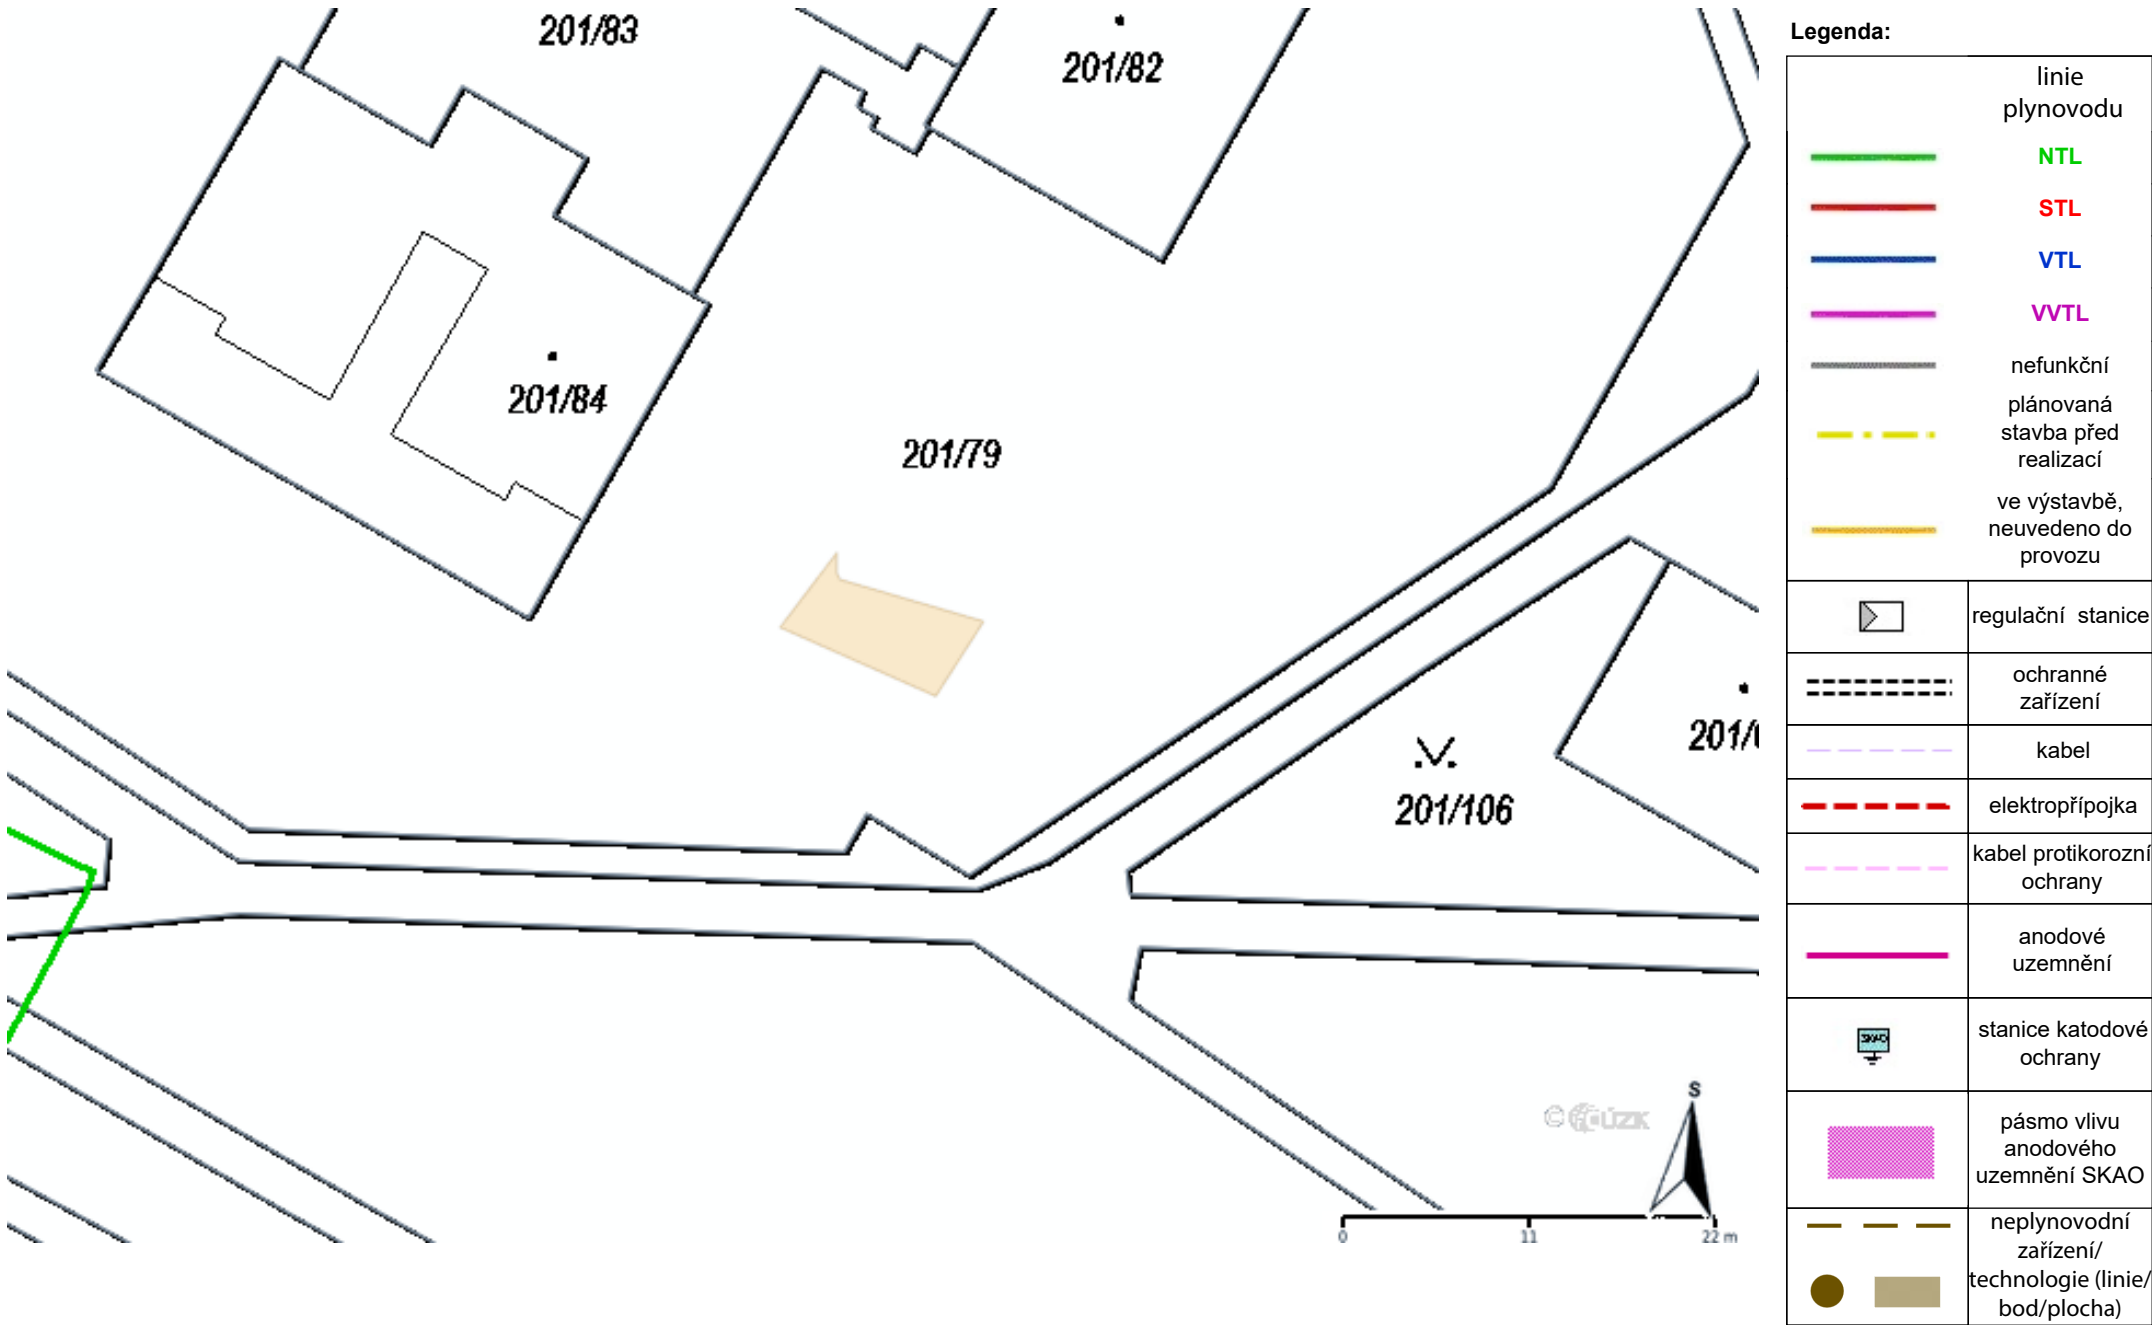 201/83
201/82
201/84
201/79
201/106
S
0 11 22 m
Legenda:
linie
plynovodu
NTL
STL
VTL
VVTL
nefunkční
plánovaná
stavba před
realizací
ve výstavbě,
neuvedeno do
provozu
regulační stanice
ochranné
zařízení
kabel
elektropřípojka
kabel protikorozní
ochrany
anodové
uzemnění
SKAO
stanice katodové
ochrany
pásmo vlivu
anodového
uzemnění SKAO
neplynovodní
zařízení/
technologie (linie/
bod/plocha)